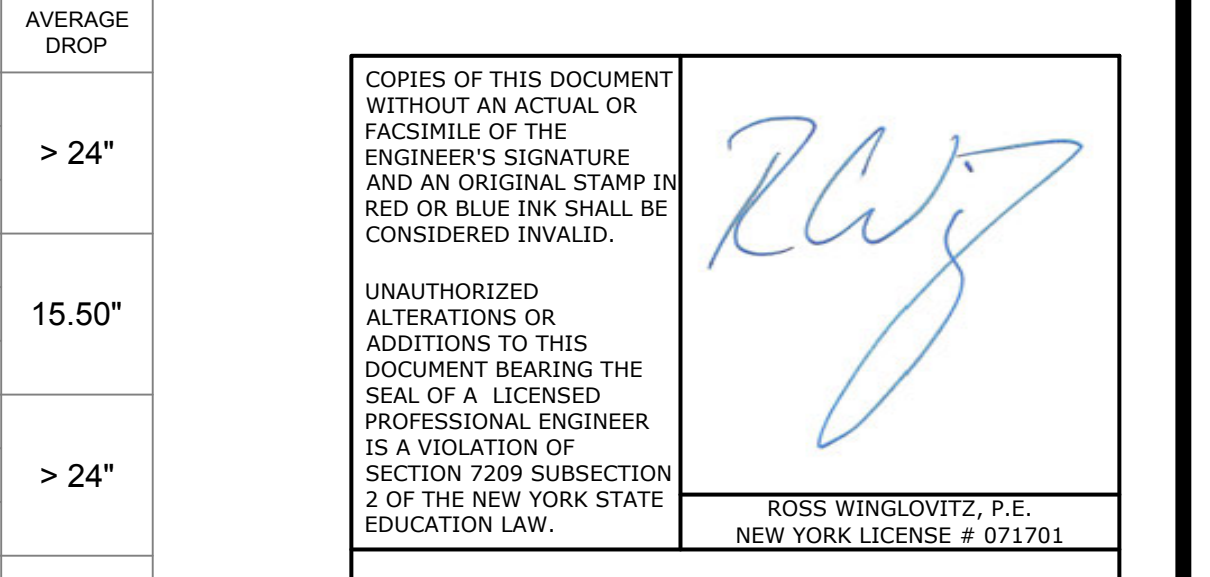 AVERAGE
DROP
> 24"
15.50"
> 24"
COPIES OF THIS DOCUMENT
WITHOUT AN ACTUAL OR
FACSIMILE OF THE
ENGINEER'S SIGNATURE
AND AN ORIGINAL STAMP IN
RED OR BLUE INK SHALL BE
CONSIDERED INVALID.
UNAUTHORIZED
ALTERATIONS OR
ADDITIONS TO THIS
DOCUMENT BEARING THE
SEAL OF A LICENSED
PROFESSIONAL ENGINEER
IS A VIOLATION OF
SECTION 7209 SUBSECTION
2 OF THE NEW YORK STATE
EDUCATION LAW.
ROSS WINGLOVITZ, P.E.
NEW YORK LICENSE # 071701